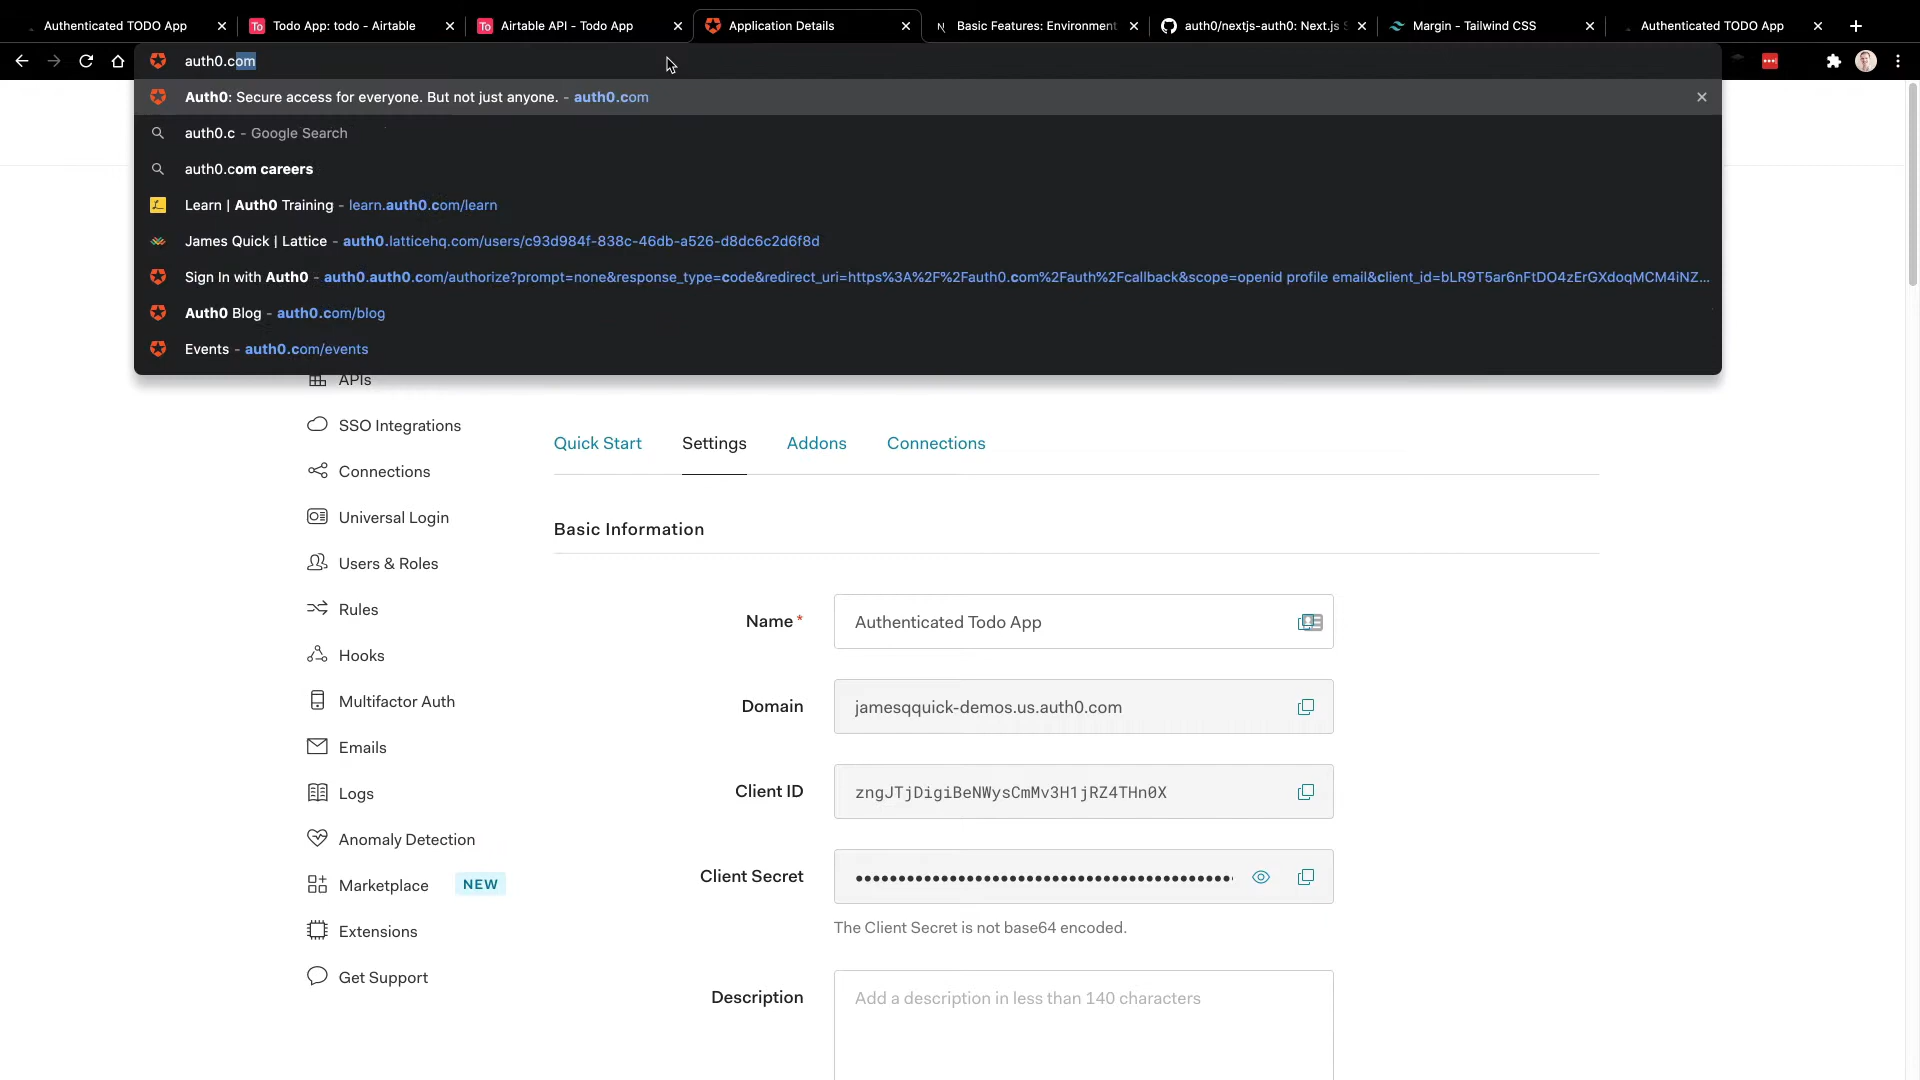 Authenticated TODO App
Todo App: todo - Airtable
Airtable API - Todo App
Application Details
Basic Features: Environment
auth0/nextjs-auth0: Next.js S
Margin - Tailwind CSS
Authenticated TODO App
auth0.com
Auth0: Secure access for everyone. But not just anyone. - auth0.com
auth0.c - Google Search
auth0.com careers
Learn | Auth0 Training - learn.auth0.com/learn
James Quick | Lattice - auth0.latticehq.com/users/c93d984f-838c-46db-a526-d8dc6c2d6f8d
Sign In with Auth0 - auth0.auth0.com/authorize?prompt=none&response_type=code&redirect_uri=https%3A%2F%2Fauth0.com%2Fauth%2Fcallback&scope=openid profile email&client_id=bLR9T5ar6nFtDO4zErGXdoqMCM4iNZ...
Auth0 Blog - auth0.com/blog
Events - auth0.com/events
APIs
SSO Integrations
Connections
Universal Login
Users & Roles
Rules
Hooks
Multifactor Auth
Emails
Logs
Anomaly Detection
Marketplace NEW
Extensions
Get Support
Quick Start
Settings
Addons
Connections
Basic Information
Name*
Authenticated Todo App
Domain
jamesqquick-demos.us.auth0.com
Client ID
zngJTjDigiBeNWysCmMv3H1jRZ4THn0X
Client Secret
The Client Secret is not base64 encoded.
Description
Add a description in less than 140 characters